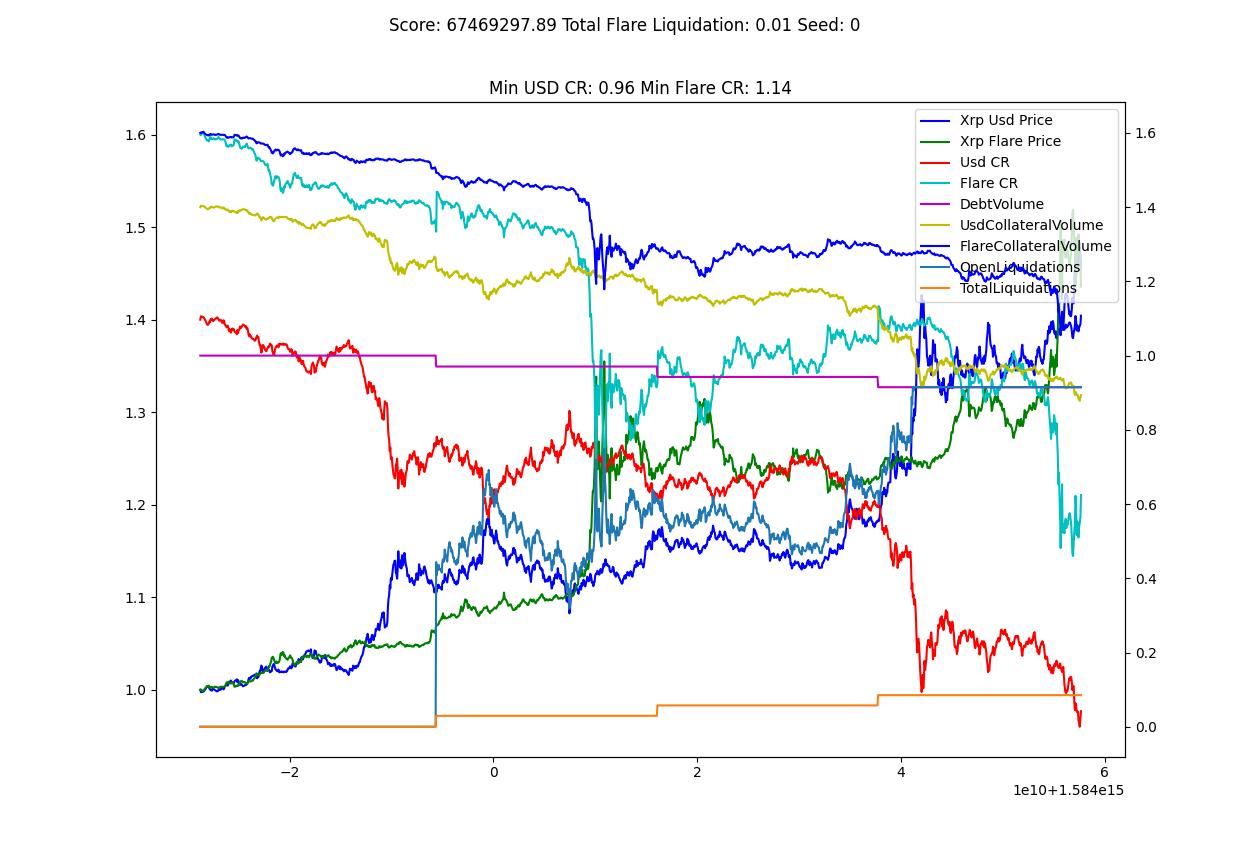 Score: 67469297.89 Total Flare Liquidation: 0.01 Seed: 0
Min USD CR: 0.96 Min Flare CR: 1.14
Xrp Usd Price
Xrp Flare Price
Usd CR
Flare CR
DebtVolume
UsdCollateralVolume
FlareCollateralVolume
OpenLiquidations
TotalLiquidations
1.6
1.5
1.4
1.3
1.2
1.1
1.0
1.6
1.4
1.2
1.0
0.8
0.6
0.4
0.2
0.0
−2
0
2
4
6
1e10+1.584e15